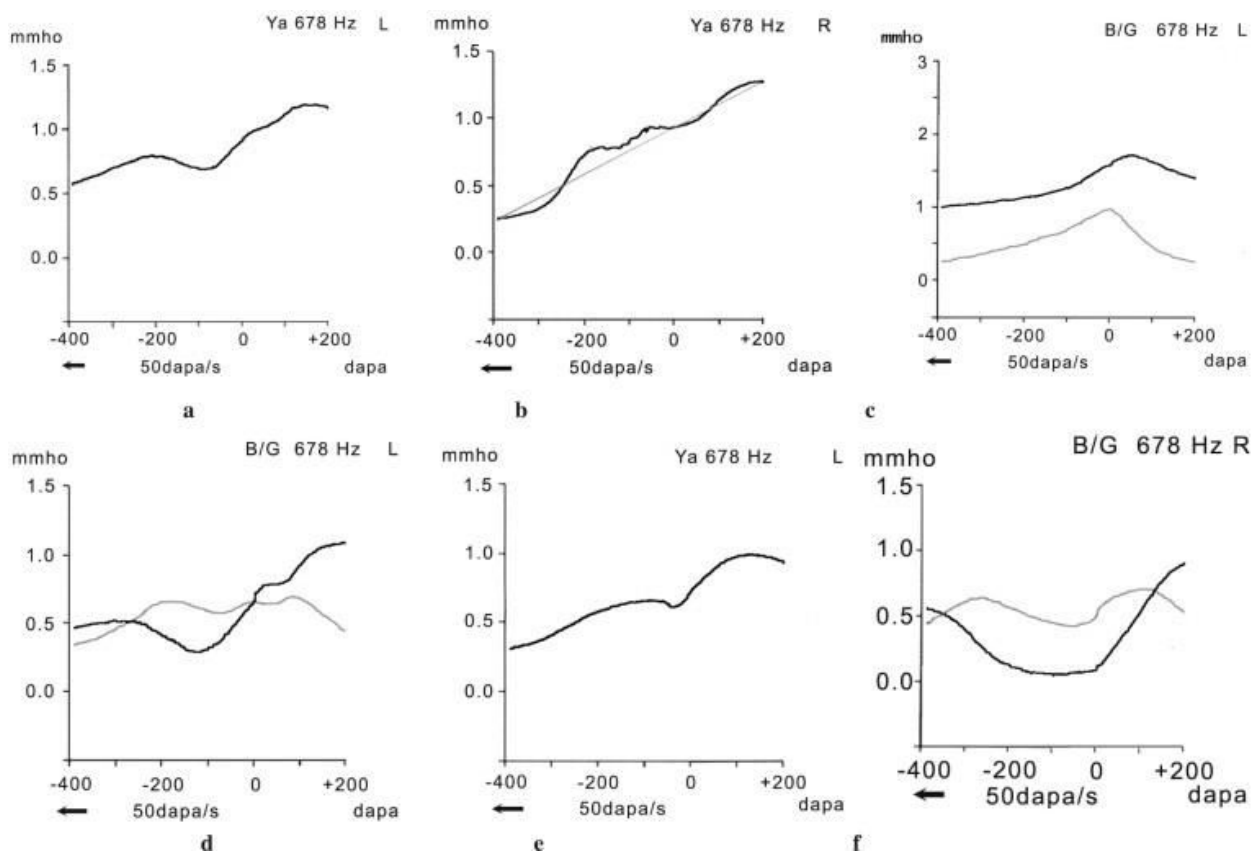 Ya 678 Hz L
mmho
1.5
1.0
0.5
0.0
-400 -200 0 +200
50dapa/s dapa
a
Ya 678 Hz R
mmho
1.5
1.0
0.5
0.0
-400 -200 0 +200
50dapa/s dapa
b
B/G 678 Hz L
mmho
3
2
1
0
-400 -200 0 +200
50dapa/s dapa
c
B/G 678 Hz L
mmho
1.5
1.0
0.5
0.0
-400 -200 0 +200
50dapa/s dapa
d
Ya 678 Hz L
mmho
1.5
1.0
0.5
0.0
-400 -200 0 +200
50dapa/s dapa
e
B/G 678 Hz R
mmho
1.5
1.0
0.5
0.0
-400 -200 0 +200
50dapa/s dapa
f